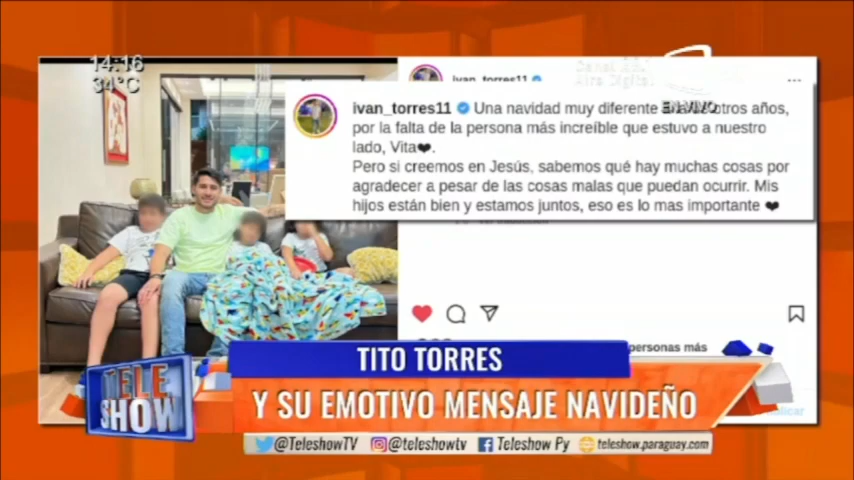 14:16
34°C
EN VIVO
ivan_torres11
ivan_torres11 Una navidad muy diferente otros años,
por la falta de la persona más increíble que estuvo a nuestro
lado, Vita❤.
Pero si creemos en Jesús, sabemos qué hay muchas cosas por
agradecer a pesar de las cosas malas que puedan ocurrir. Mis
hijos están bien y estamos juntos, eso es lo mas importante ❤
personas más
TITO TORRES
Y SU EMOTIVO MENSAJE NAVIDEÑO
TELE
SHOW
@TeleshowTV @teleshowtv Teleshow Py teleshow.paraguay.com